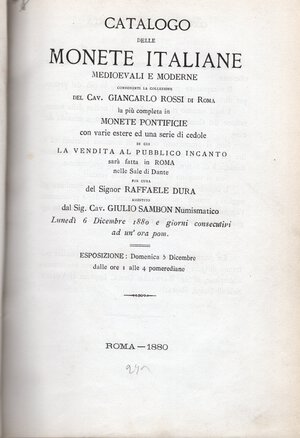 CATALOGO
DELLE
MONETE ITALIANE
MEDIOEVALI E MODERNE
COMPONENTI LA COLLEZIONE
DEL CAV. GIANCARLO ROSSI DI ROMA
la più completa in
MONETE PONTIFICIE
con varie estere ed una serie di cedole
DI CUI
LA VENDITA AL PUBBLICO INCANTO
sarà fatta in ROMA
nelle Sale di Dante
PER CURA
del Signor RAFFAELE DURA
ASSISTITO
dal Sig. Cav. GIULIO SAMBON Numismatico
Lunedì 6 Dicembre 1880 e giorni consecutivi
ad un' ora pom.
ESPOSIZIONE: Domenica 5 Dicembre
dalle ore 1 alle 4 pomerediane
ROMA — 1880